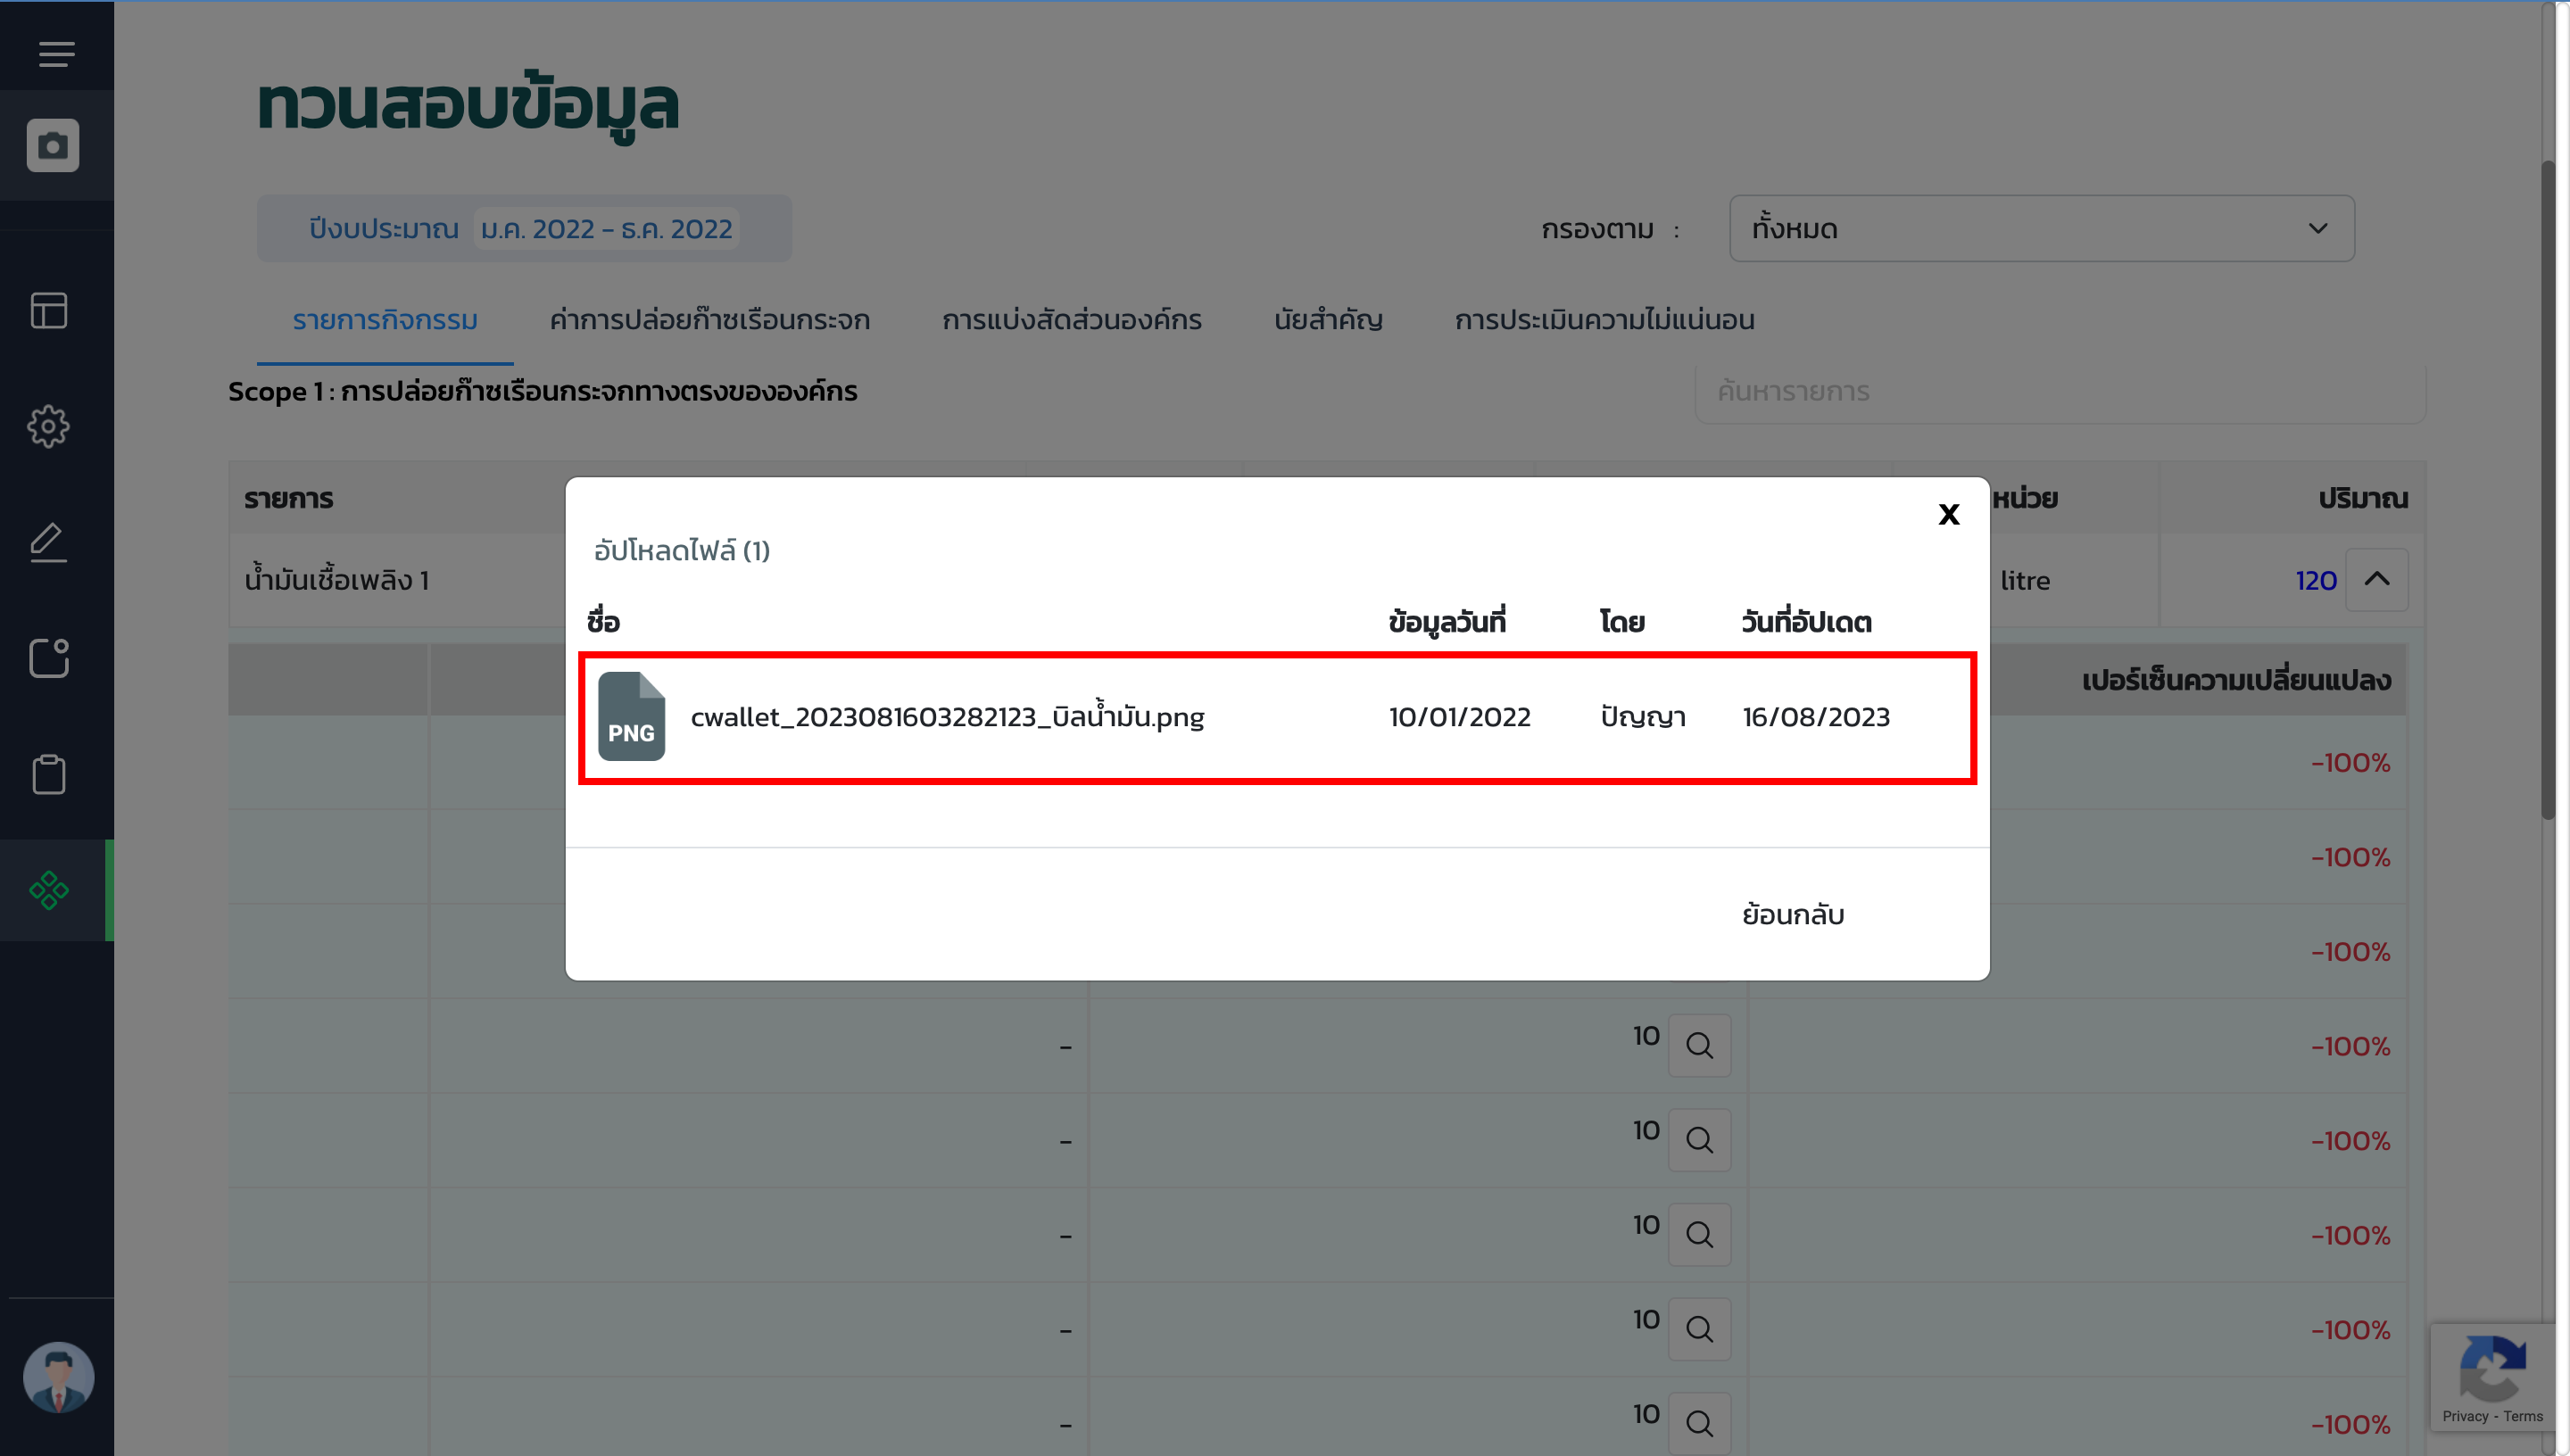 ทวนสอบข้อมูล
ปีงบประมาณ ม.ค. 2022 - ธ.ค. 2022
กรองตาม : ทั้งหมด
รายการกิจกรรม ค่าการปล่อยก๊าซเรือนกระจก การแบ่งสัดส่วนองค์กร นัยสำคัญ การประเมินความไม่แน่นอน
Scope 1 : การปล่อยก๊าซเรือนกระจกทางตรงขององค์กร
ค้นหารายการ
รายการ หน่วย ปริมาณ
น้ำมันเชื้อเพลิง 1 litre 120
เปอร์เซ็นความเปลี่ยนแปลง
X
อัปโหลดไฟล์ (1)
ชื่อ ข้อมูลวันที่ โดย วันที่อัปเดต
PNG cwallet_2023081603282123_บิลน้ำมัน.png 10/01/2022 ปัญญา 16/08/2023
ย้อนกลับ
-100%
-100%
-100%
- 10 -100%
- 10 -100%
- 10 -100%
- 10 -100%
- 10 -100%
Privacy - Terms